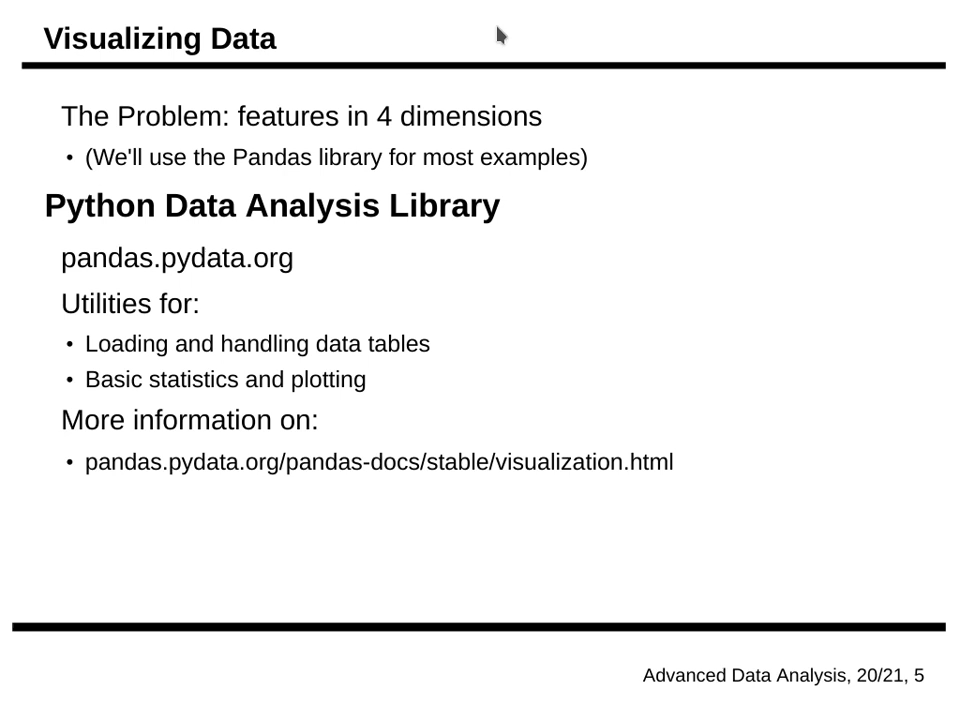 Visualizing Data
The Problem: features in 4 dimensions
• (We'll use the Pandas library for most examples)
Python Data Analysis Library
pandas.pydata.org
Utilities for:
• Loading and handling data tables
• Basic statistics and plotting
More information on:
• pandas.pydata.org/pandas-docs/stable/visualization.html
Advanced Data Analysis, 20/21, 5